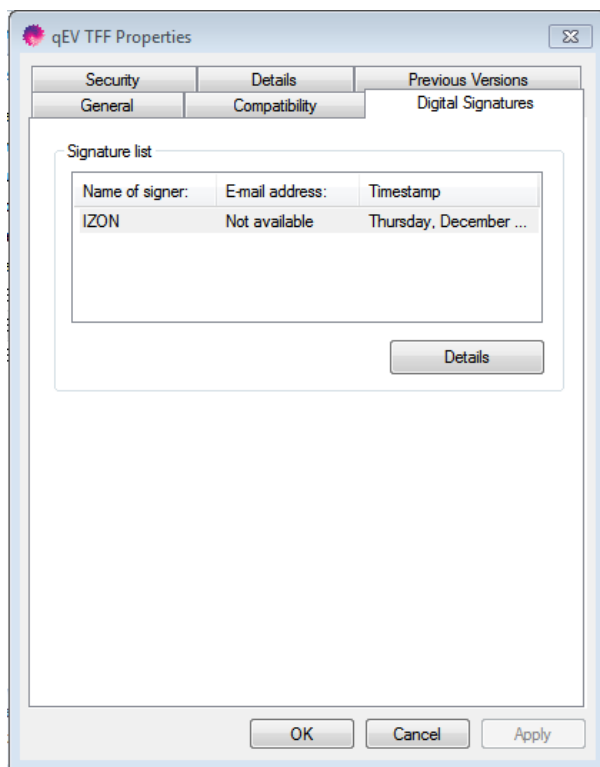 qEV TFF Properties
Security Details Previous Versions
General Compatibility Digital Signatures
Signature list
Name of signer: E-mail address: Timestamp
IZON Not available Thursday, December ...
Details
OK Cancel Apply